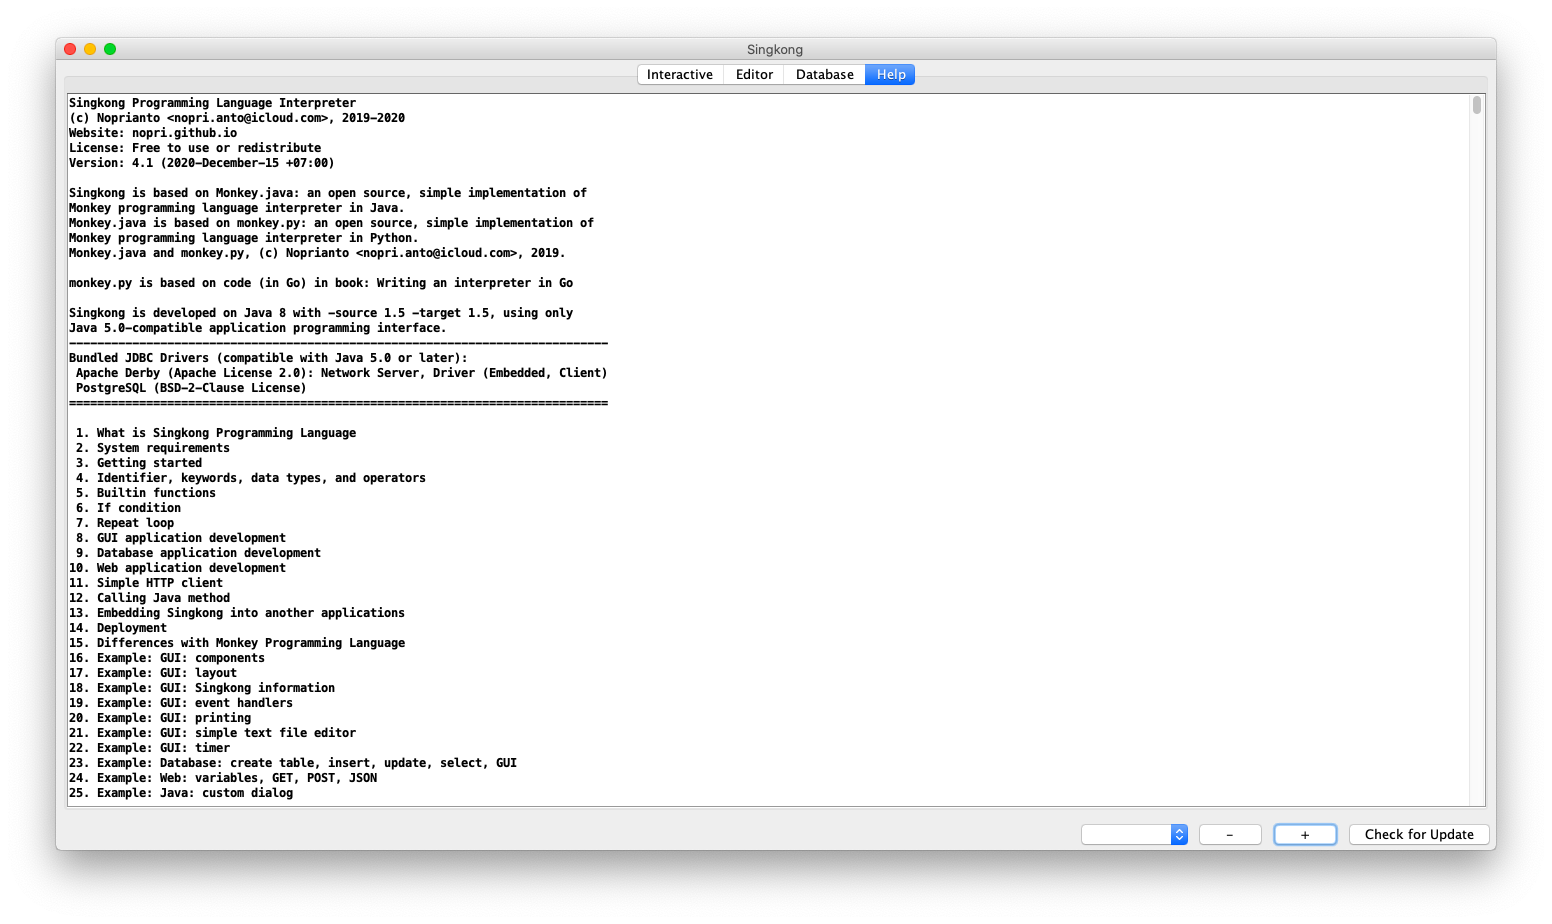 Singkong
Interactive Editor Database Help
Singkong Programming Language Interpreter
(c) Noprianto <nopri.anto@icloud.com>, 2019-2020
Website: nopri.github.io
License: Free to use or redistribute
Version: 4.1 (2020-December-15 +07:00)
Singkong is based on Monkey.java: an open source, simple implementation of
Monkey programming language interpreter in Java.
Monkey.java is based on monkey.py: an open source, simple implementation of
Monkey programming language interpreter in Python.
Monkey.java and monkey.py, (c) Noprianto <nopri.anto@icloud.com>, 2019.
monkey.py is based on code (in Go) in book: Writing an interpreter in Go
Singkong is developed on Java 8 with -source 1.5 -target 1.5, using only
Java 5.0-compatible application programming interface.
-----------------------------------------------------------------------------
Bundled JDBC Drivers (compatible with Java 5.0 or later):
Apache Derby (Apache License 2.0): Network Server, Driver (Embedded, Client)
PostgreSQL (BSD-2-Clause License)
=============================================================================
1. What is Singkong Programming Language
2. System requirements
3. Getting started
4. Identifier, keywords, data types, and operators
5. Builtin functions
6. If condition
7. Repeat loop
8. GUI application development
9. Database application development
10. Web application development
11. Simple HTTP client
12. Calling Java method
13. Embedding Singkong into another applications
14. Deployment
15. Differences with Monkey Programming Language
16. Example: GUI: components
17. Example: GUI: layout
18. Example: GUI: Singkong information
19. Example: GUI: event handlers
20. Example: GUI: printing
21. Example: GUI: simple text file editor
22. Example: GUI: timer
23. Example: Database: create table, insert, update, select, GUI
24. Example: Web: variables, GET, POST, JSON
25. Example: Java: custom dialog
- + Check for Update